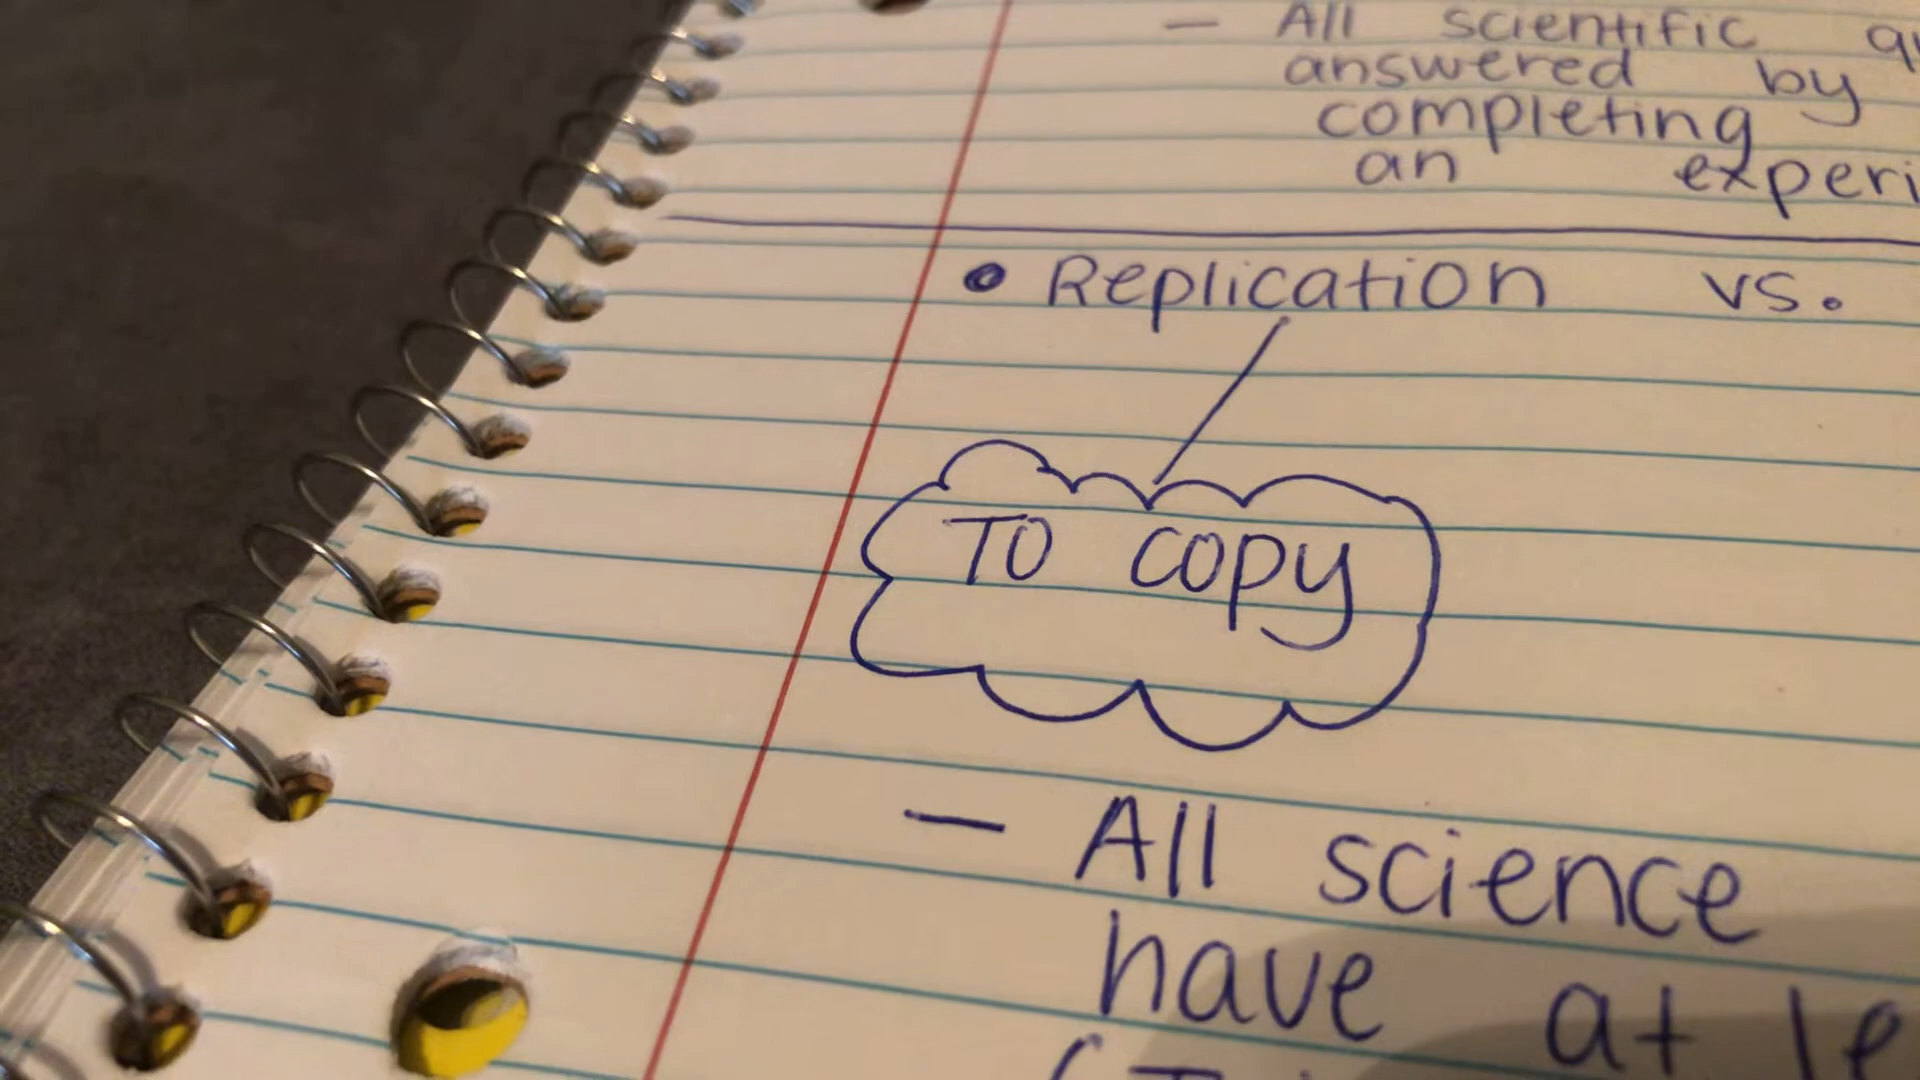 — All scientific
answered by
completing
an
• Replication vs.
TO copy
— All science
have at